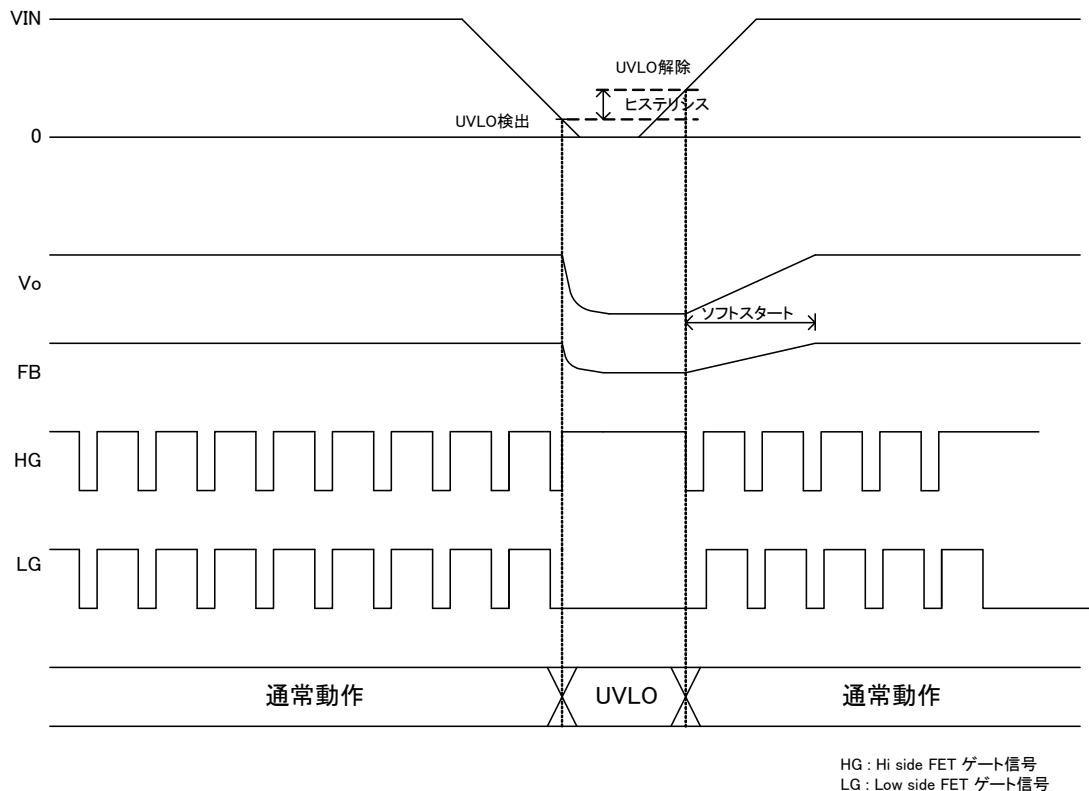 VIN
UVLO解除
ヒステリシス
UVLO検出
0
Vo
ソフトスタート
FB
HG
LG
通常動作
UVLO
通常動作
HG : Hi side FET ゲート信号
LG : Low side FET ゲート信号